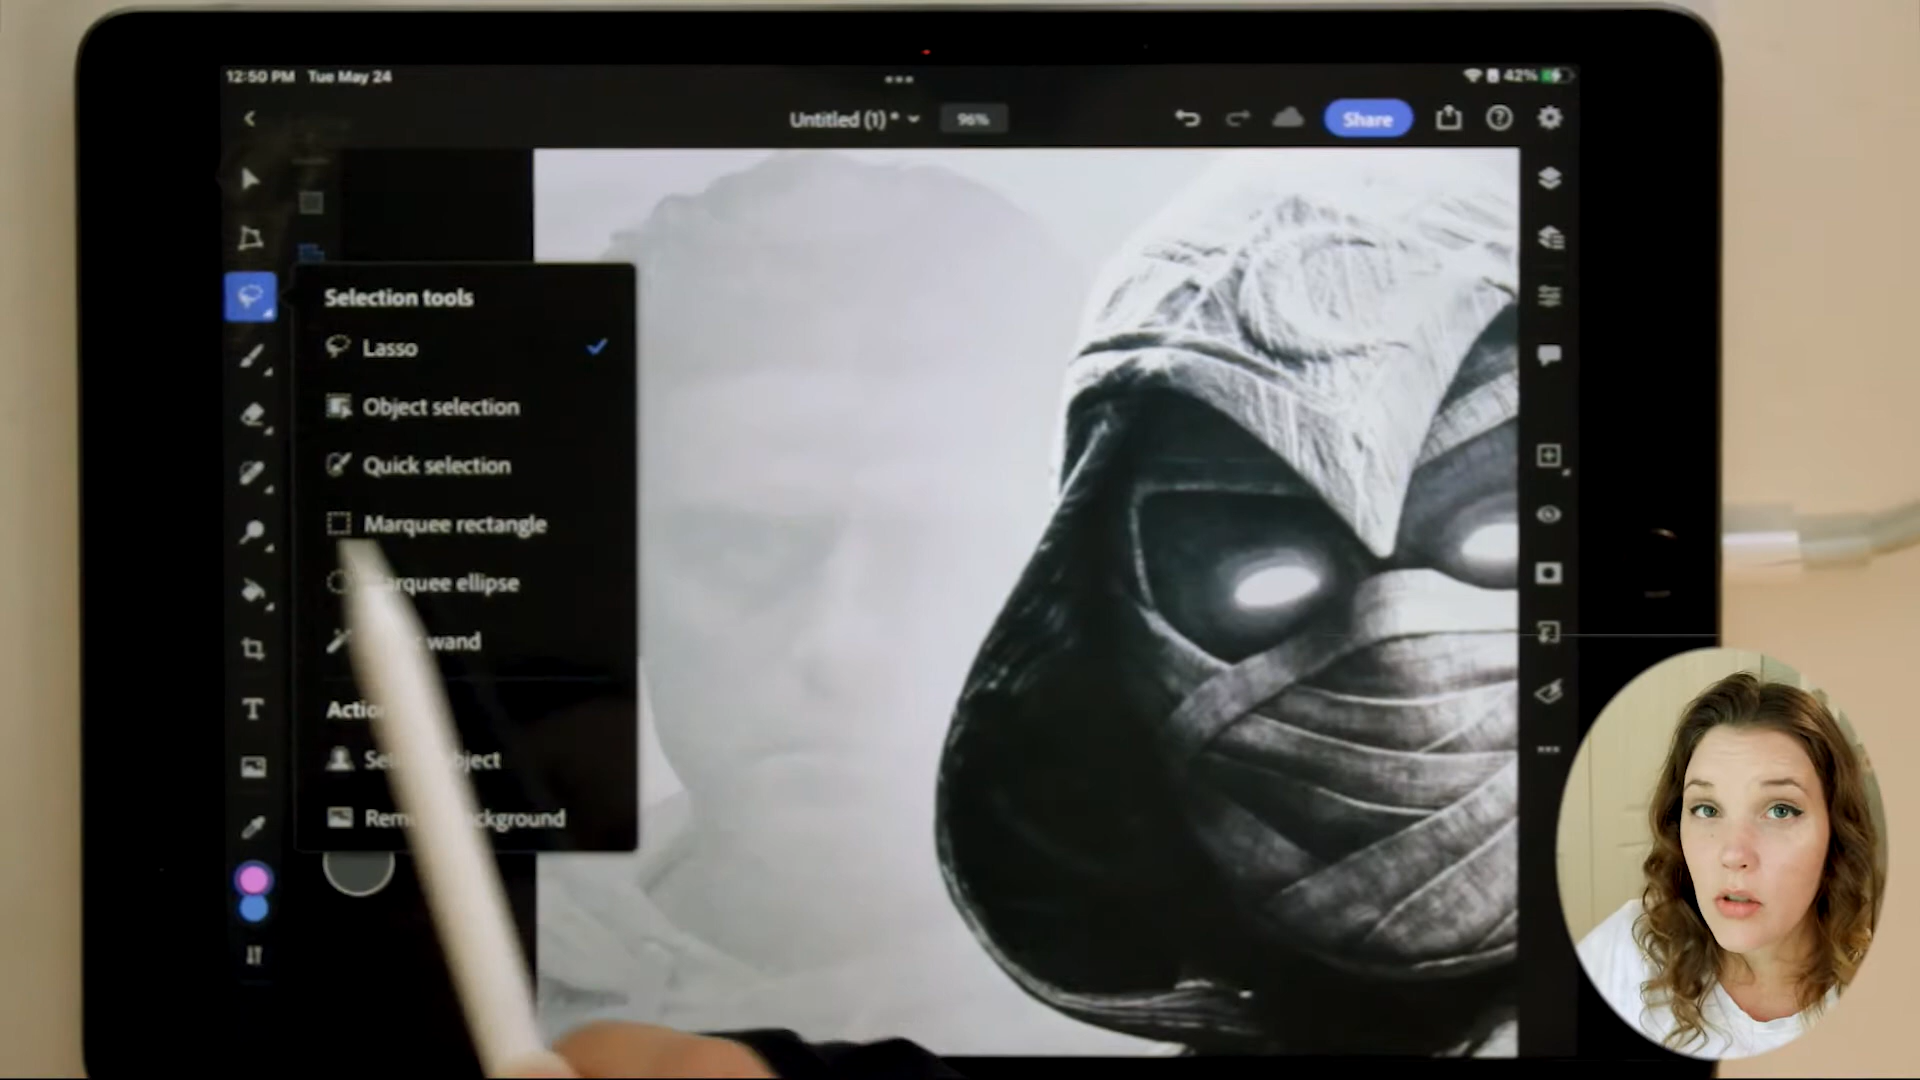 12:50 PM Tue May 24
42%
Untitled (1) *
96%
Share
Selection tools
Lasso
Object selection
Quick selection
Marquee rectangle
ellipse
wand
T